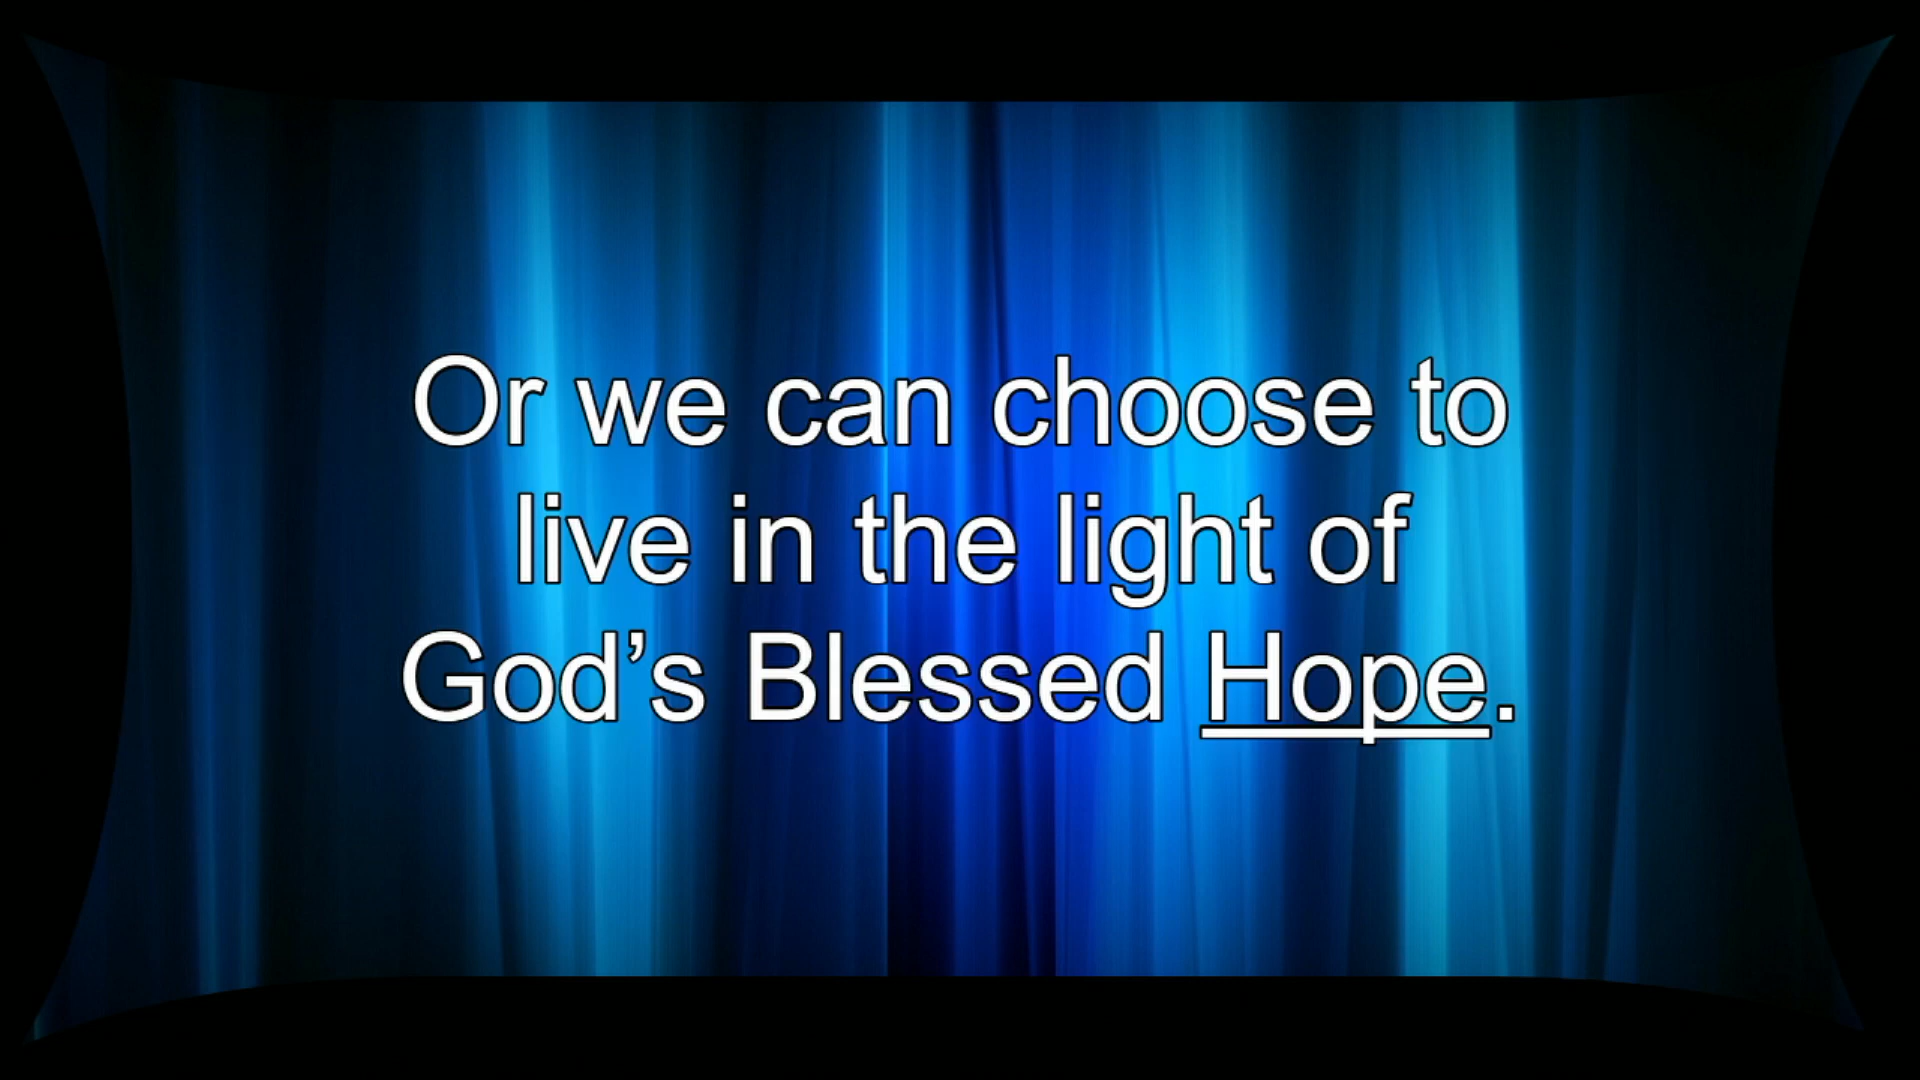 Or we can choose to
live in the light of
God’s Blessed Hope.